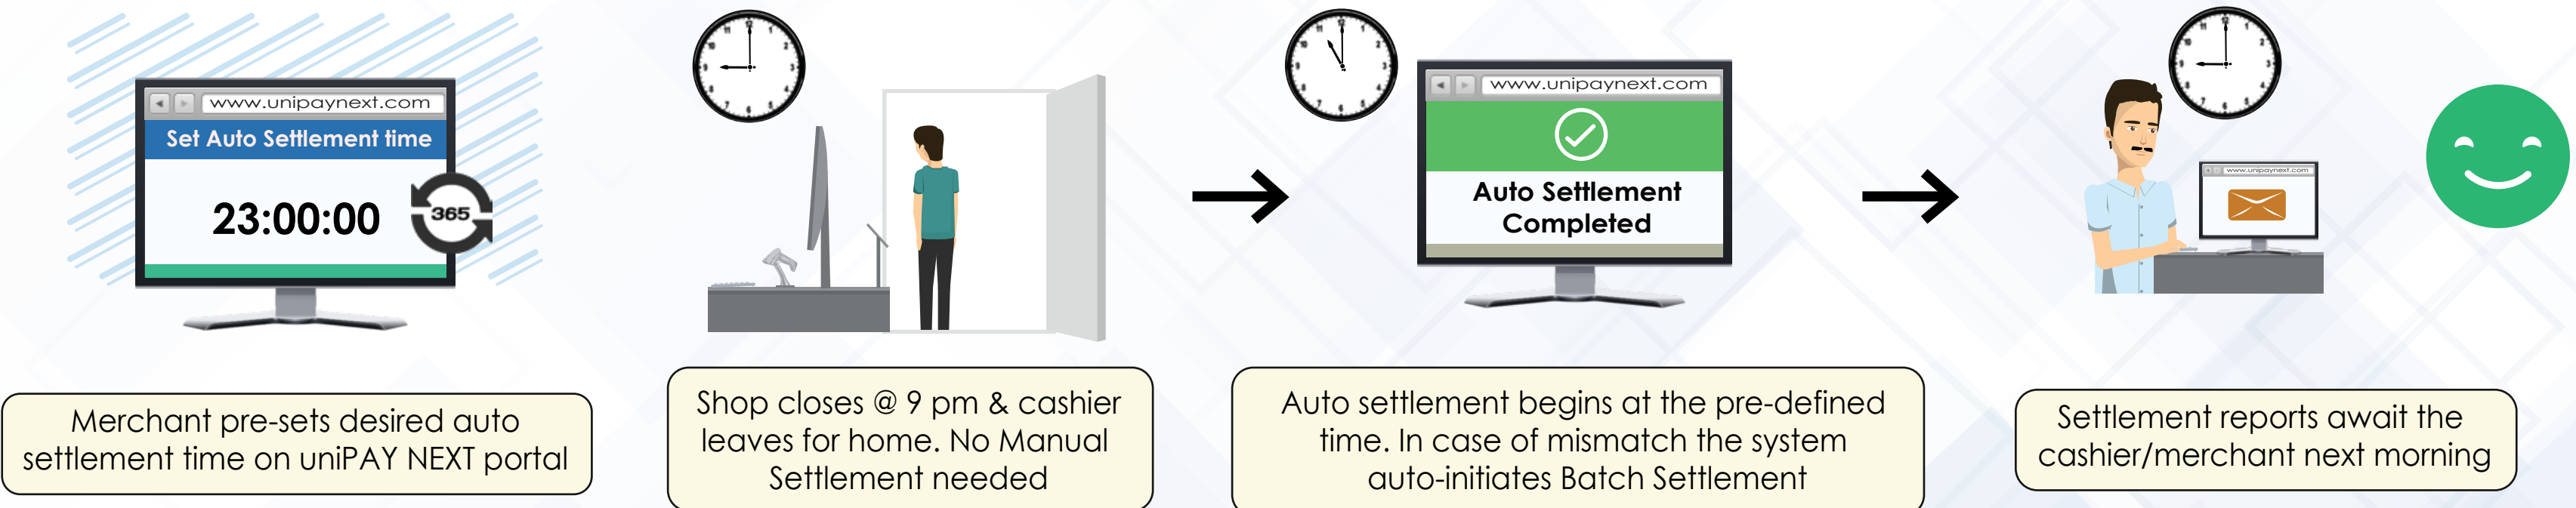 www.unipaynext.com
Set Auto Settlement time
23:00:00
365
Merchant pre-sets desired auto
settlement time on uniPAY NEXT portal
Shop closes @ 9 pm & cashier
leaves for home. No Manual
Settlement needed
www.unipaynext.com
Auto Settlement
Completed
Auto settlement begins at the pre-defined
time. In case of mismatch the system
auto-initiates Batch Settlement
www.unipaynext.com
Settlement reports await the
cashier/merchant next morning